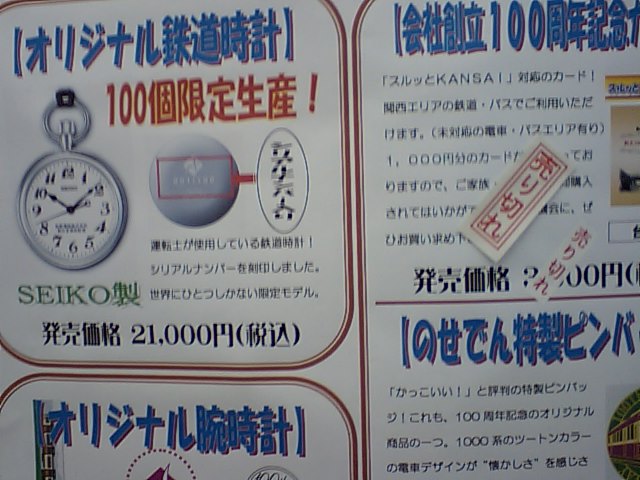 【オリジナル鉄道時計】
100個限定生産！
SEIKO
運転士が使用している鉄道時計！
シリアルナンバーを刻印しました。
世界にひとつしかない限定モデル。
SEIKO製
発売価格 21,000円(税込)
【オリジナル腕時計】
【会社創立100周年記念
「スルッとKANSAI」対応のカード！
関西エリアの鉄道・バスでご利用いただ
けます。（未対応の電車・バスエリア有り）
1，000円分のカードが
てお
りますので、ご家族
購入
されてはいかがで
機会に、ぜ
ひお買い求め下
売り切れ
売り切れ
発売価格
00円(
【のせでん特製ピンバ
「かっこいい！」と評判の特製ピンバッ
ジ！これも、100周年記念のオリジナル
商品の一つ。1000系のツートンカラー
の電車デザインが“懐かしさ”を感じさ